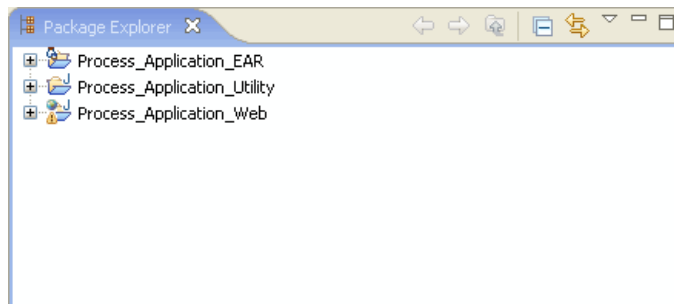 Package Explorer
Process_Application_EAR
Process_Application_Utility
Process_Application_Web